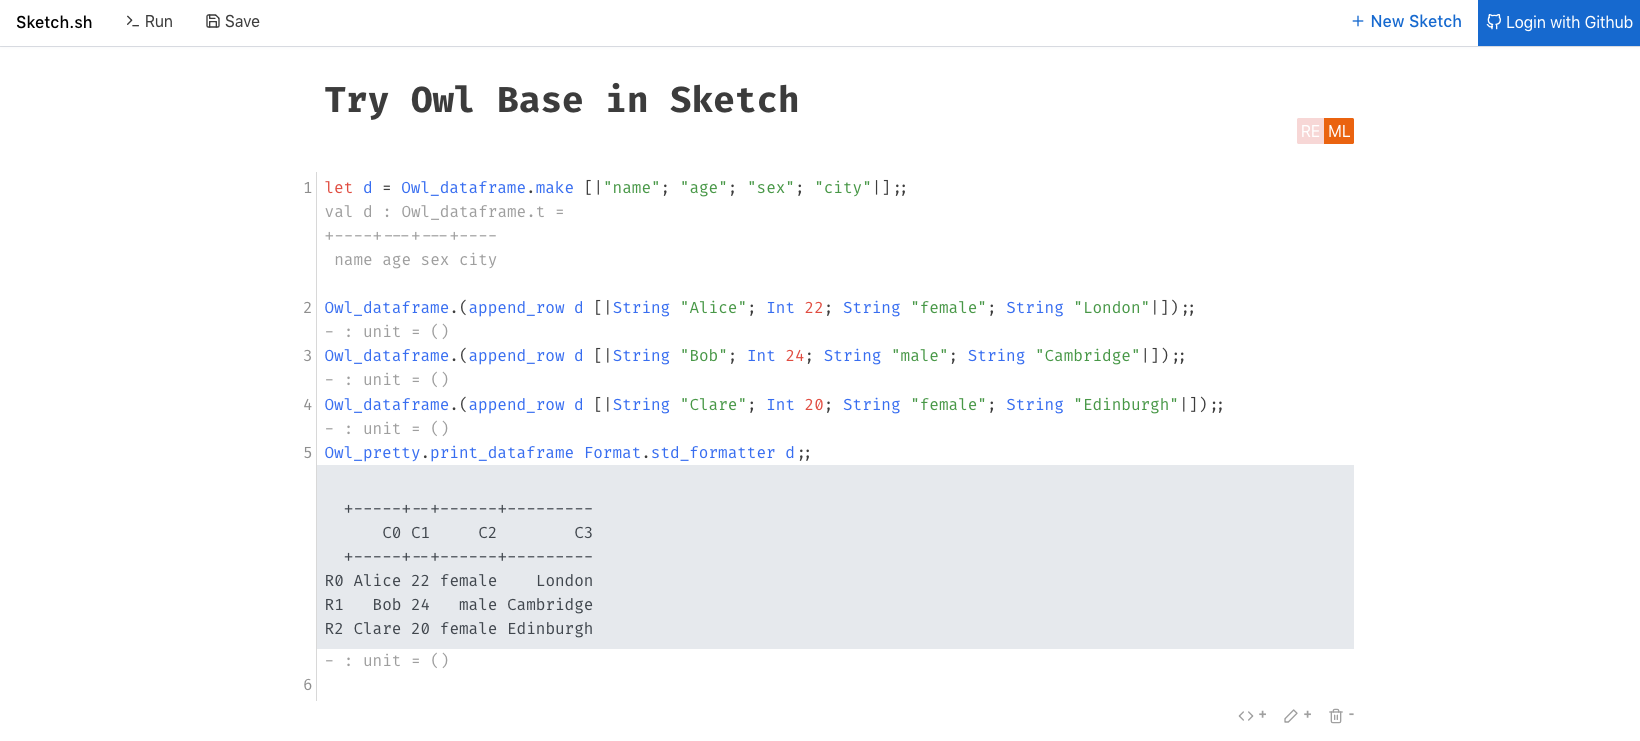 Sketch.sh >_ Run Save + New Sketch Login with Github
Try Owl Base in Sketch
RE ML
1 let d = Owl_dataframe.make [|"name"; "age"; "sex"; "city"|];;
val d : Owl_dataframe.t =
+----+---+---+----
 name age sex city
2 Owl_dataframe.(append_row d [|String "Alice"; Int 22; String "female"; String "London"|]);;
- : unit = ()
3 Owl_dataframe.(append_row d [|String "Bob"; Int 24; String "male"; String "Cambridge"|]);;
- : unit = ()
4 Owl_dataframe.(append_row d [|String "Clare"; Int 20; String "female"; String "Edinburgh"|]);;
- : unit = ()
5 Owl_pretty.print_dataframe Format.std_formatter d;;
  +-----+--+------+---------
      C0 C1     C2        C3
  +-----+--+------+---------
R0 Alice 22 female    London
R1   Bob 24   male Cambridge
R2 Clare 20 female Edinburgh
- : unit = ()
6
<> + + -